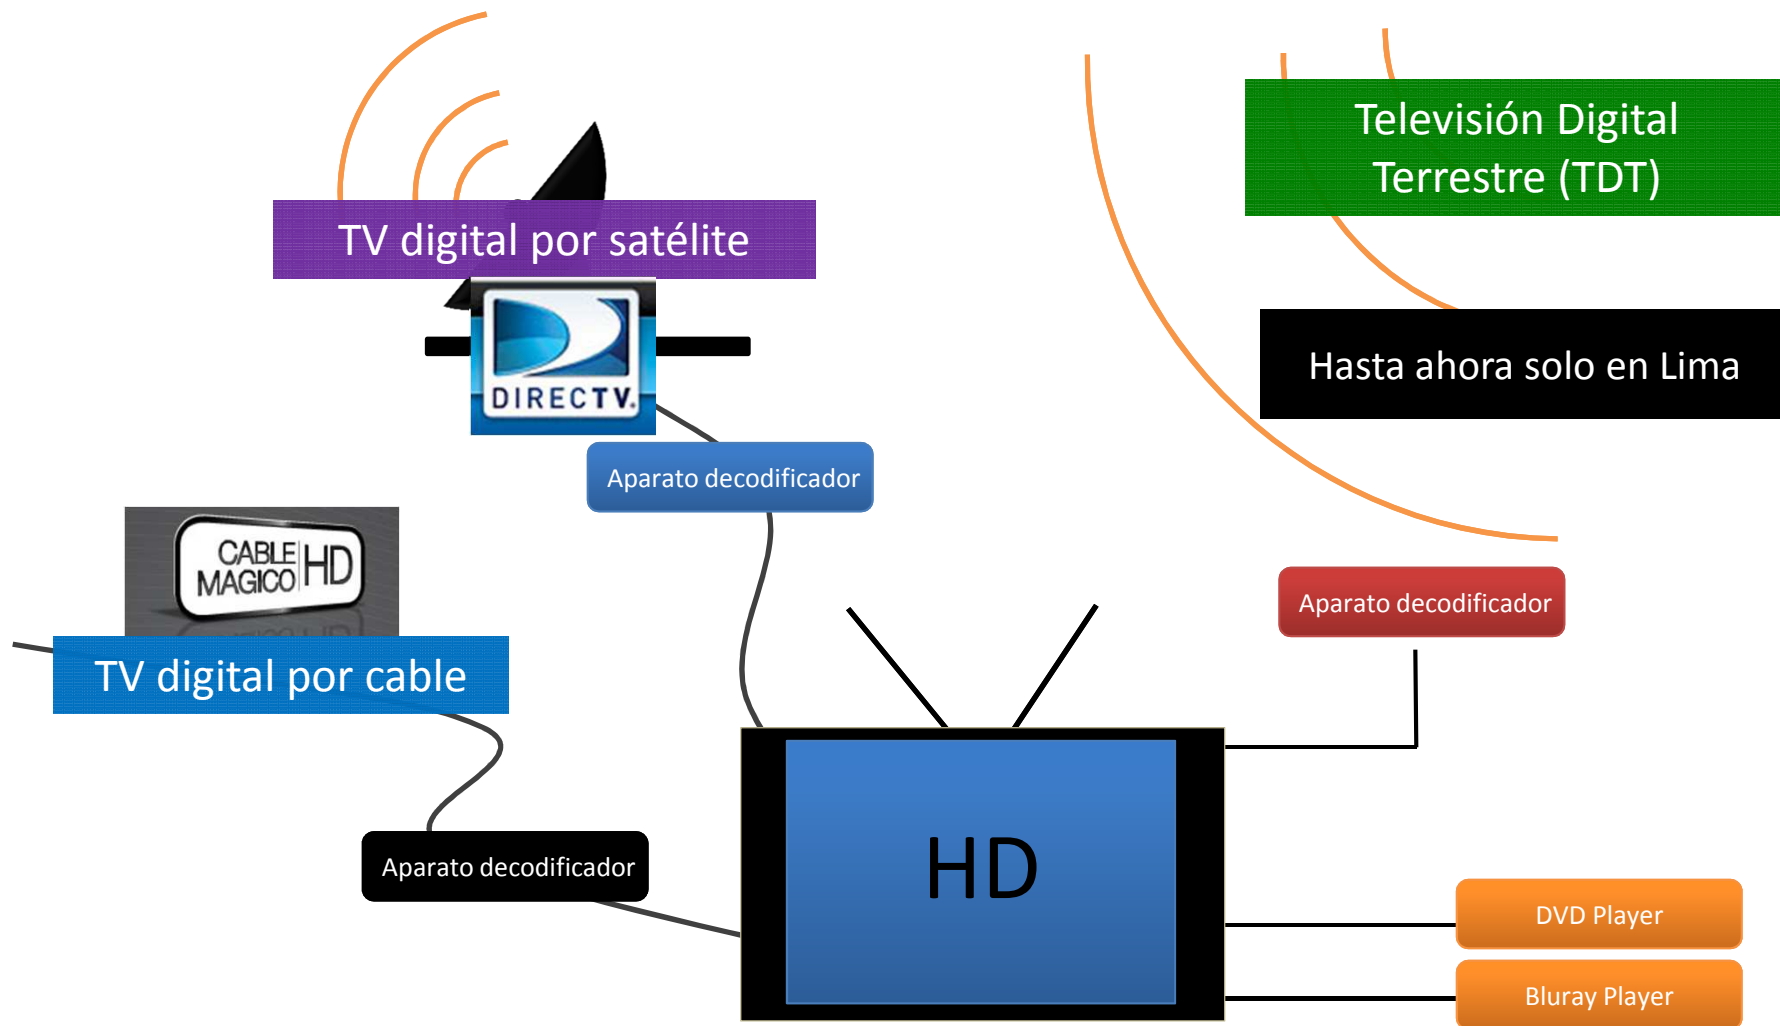 Televisión Digital
Terrestre (TDT)
TV digital por satélite
Hasta ahora solo en Lima
DIRECTV.
Aparato decodificador
CABLE
MAGICO HD
Aparato decodificador
TV digital por cable
Aparato decodificador
HD
DVD Player
Bluray Player